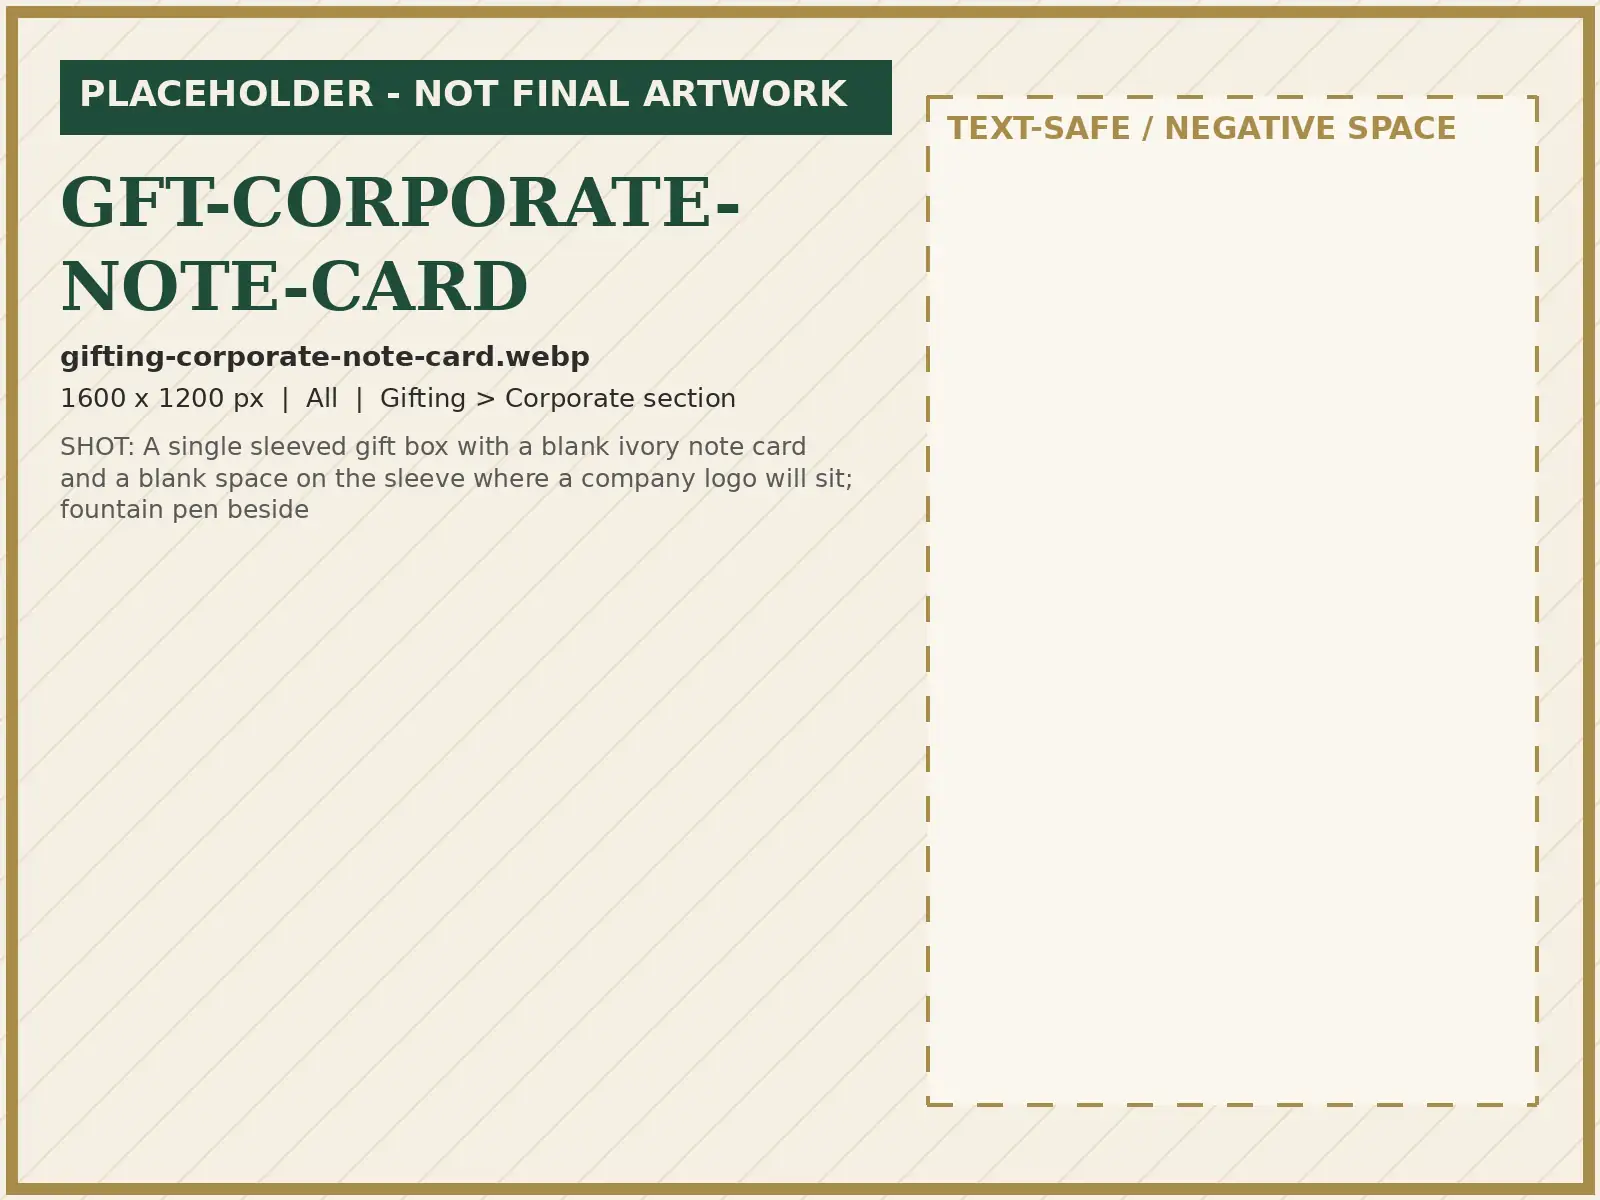 PLACEHOLDER - NOT FINAL ARTWORK
GFT-CORPORATE-
NOTE-CARD
gifting-corporate-note-card.webp
1600 x 1200 px | All | Gifting > Corporate section
SHOT: A single sleeved gift box with a blank ivory note card
and a blank space on the sleeve where a company logo will sit;
fountain pen beside
TEXT-SAFE / NEGATIVE SPACE